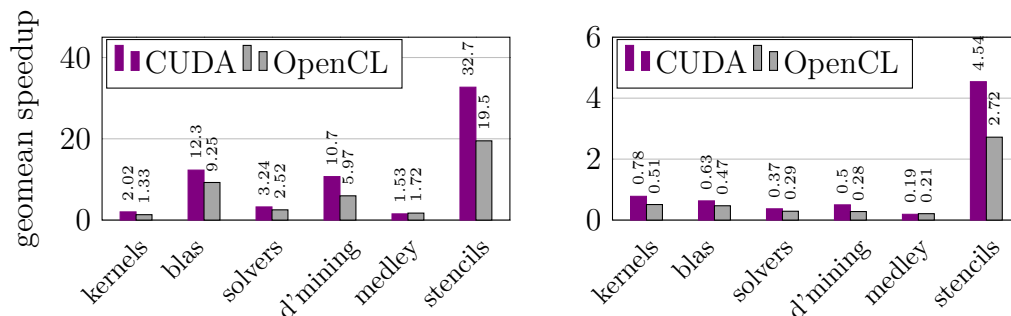 geomean speedup
40
20
0
CUDA OpenCL
2.02
1.33
12.3
9.25
3.24
2.52
10.7
5.97
1.53
1.72
32.7
19.5
kernels
blas
solvers
d'mining
medley
stencils
6
4
2
0
CUDA OpenCL
0.78
0.51
0.63
0.47
0.37
0.29
0.5
0.28
0.19
0.21
4.54
2.72
kernels
blas
solvers
d'mining
medley
stencils